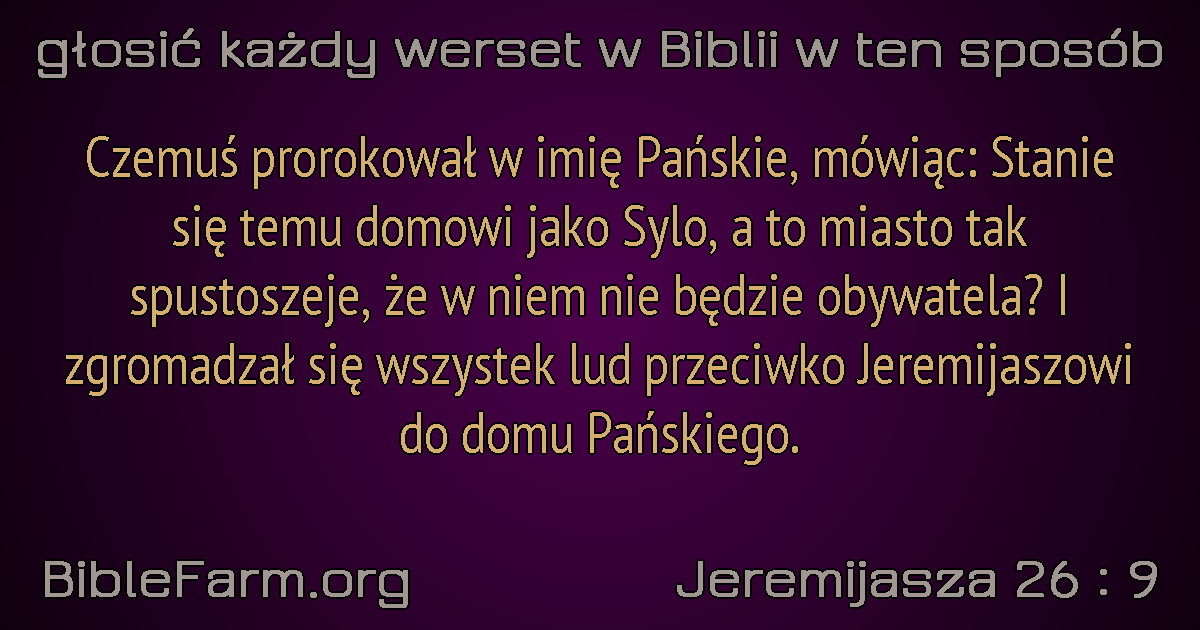 głosić każdy werset w Biblii w ten sposób
Czemuś prorokował w imię Pańskie, mówiąc: Stanie
się temu domowi jako Sylo, a to miasto tak
spustoszeje, że w niem nie będzie obywatela? I
zgromadzał się wszystek lud przeciwko Jeremijaszowi
do domu Pańskiego.
BibleFarm.org
Jeremijasza 26 : 9